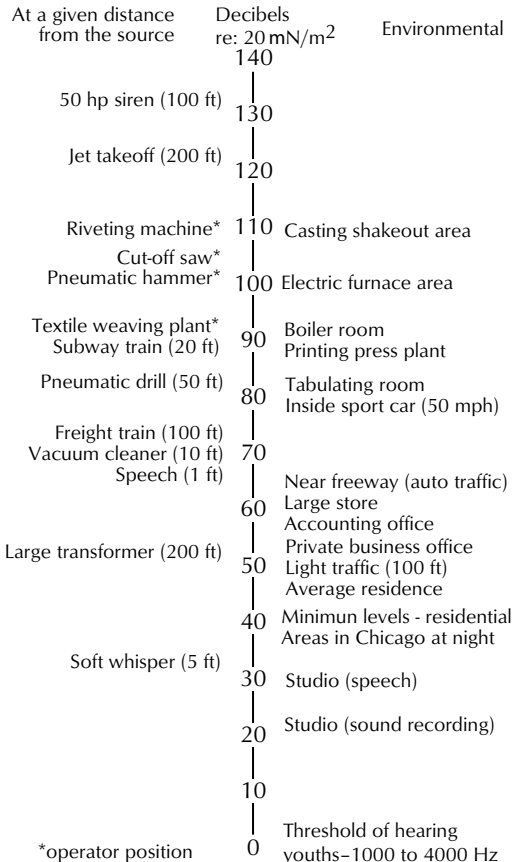 At a given distance
from the source
Decibels
re: 20 mN/m2
Environmental
140
50 hp siren (100 ft)
130
Jet takeoff (200 ft)
120
Riveting machine*
110
Casting shakeout area
Cut-off saw*
Pneumatic hammer*
100
Electric furnace area
Textile weaving plant*
Subway train (20 ft)
90
Boiler room
Printing press plant
Pneumatic drill (50 ft)
80
Tabulating room
Inside sport car (50 mph)
Freight train (100 ft)
Vacuum cleaner (10 ft)
Speech (1 ft)
70
Near freeway (auto traffic)
Large store
Accounting office
60
Large transformer (200 ft)
50
Private business office
Light traffic (100 ft)
Average residence
40
Minimun levels - residential
Areas in Chicago at night
Soft whisper (5 ft)
30
Studio (speech)
20
Studio (sound recording)
10
*operator position
0
Threshold of hearing
youths–1000 to 4000 Hz